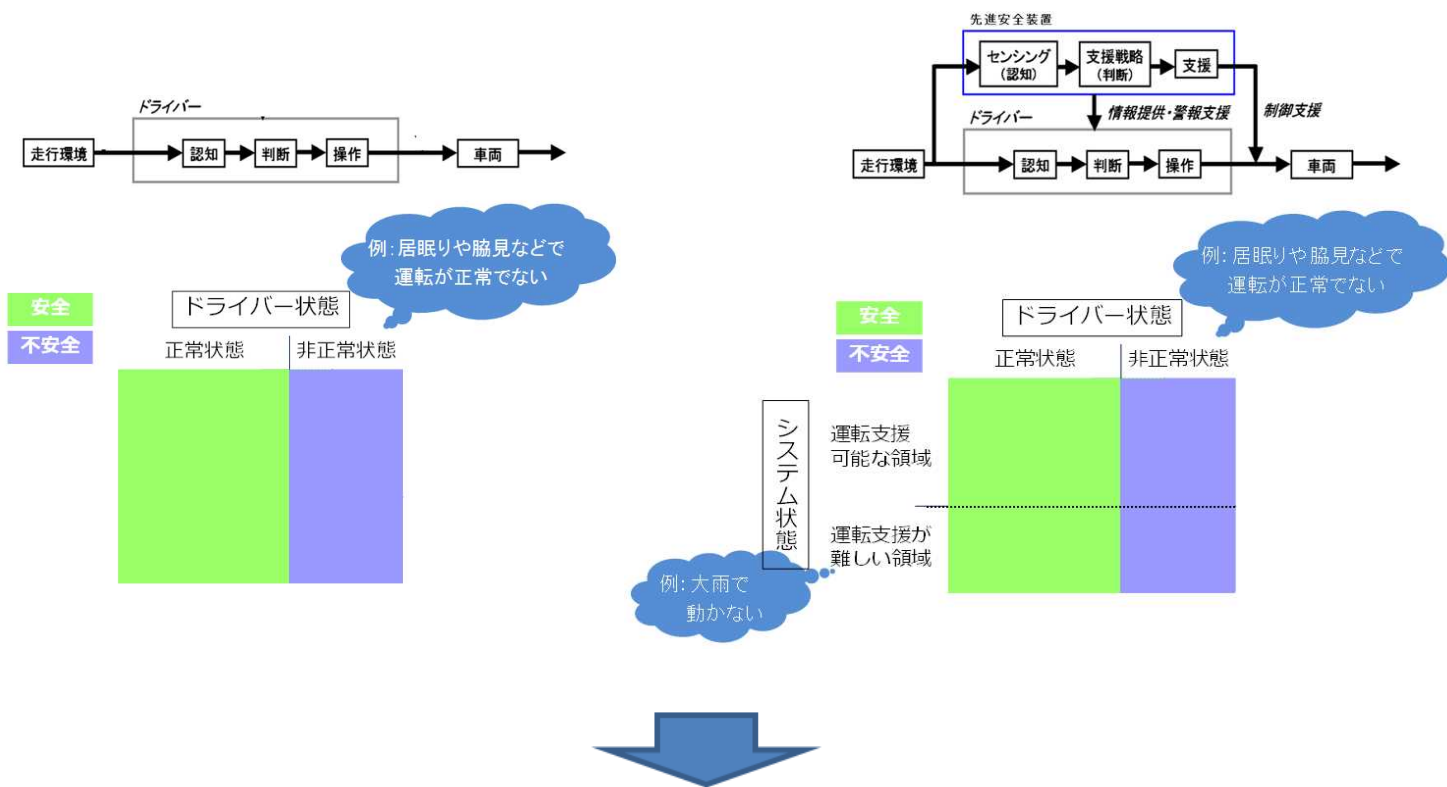 ドライバー
走行環境
認知
判断
操作
車両
例：居眠りや脇見などで
運転が正常でない
安全
不安全
ドライバー状態
正常状態
非正常状態
先進安全装置
センシング
（認知）
支援戦略
（判断）
支援
情報提供・警報支援
制御支援
ドライバー
走行環境
認知
判断
操作
車両
例：居眠りや脇見などで
運転が正常でない
安全
不安全
ドライバー状態
正常状態
非正常状態
システム状態
運転支援
可能な領域
運転支援が
難しい領域
例：大雨で
動かない